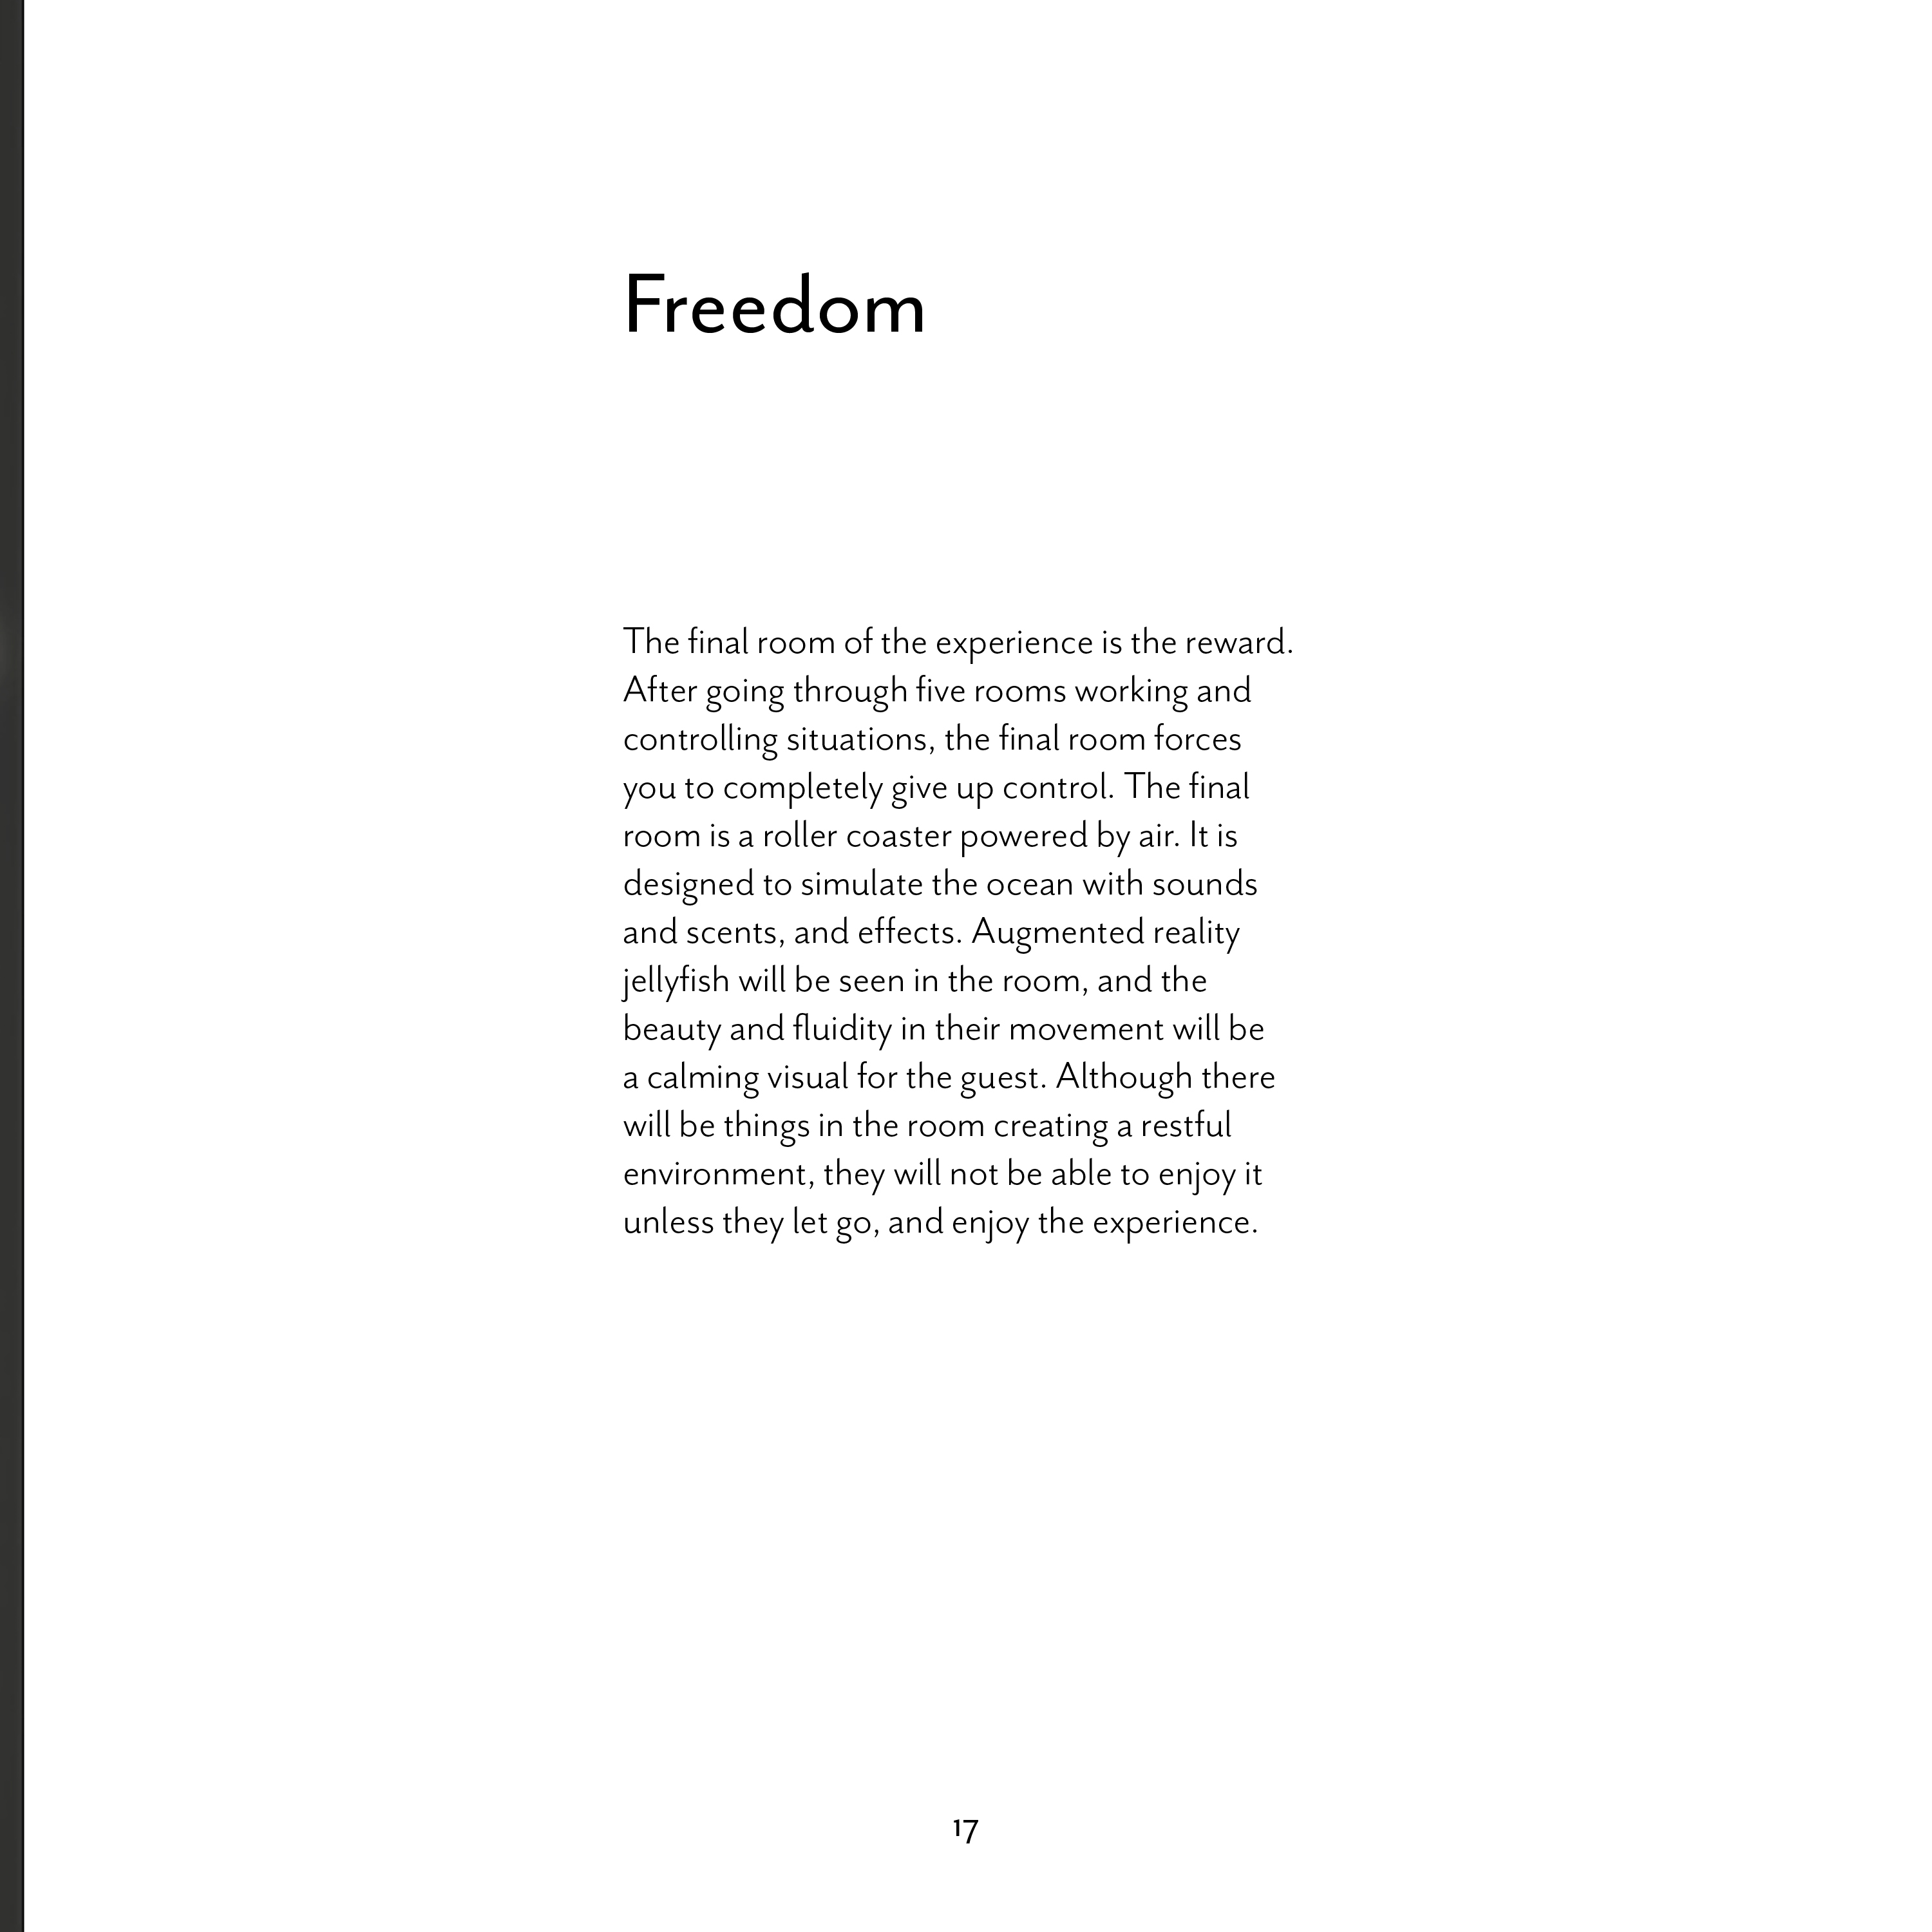 Freedom
The final room of the experience is the reward.
After going through five rooms working and
controlling situations, the final room forces
you to completely give up control. The final
room is a roller coaster powered by air. It is
designed to simulate the ocean with sounds
and scents, and effects. Augmented reality
jellyfish will be seen in the room, and the
beauty and fluidity in their movement will be
a calming visual for the guest. Although there
will be things in the room creating a restful
environment, they will not be able to enjoy it
unless they let go, and enjoy the experience.
17